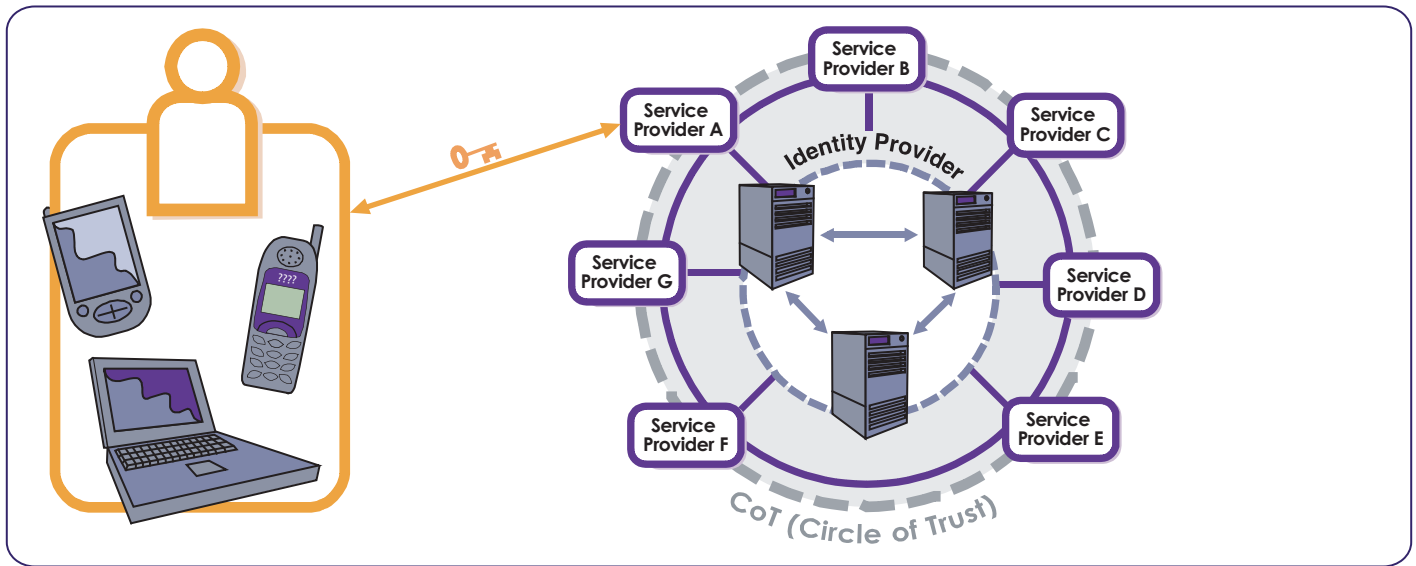 Service
Provider B
Service
Provider A
Service
Provider C
Identity Provider
????
Service
Provider G
Service
Provider D
Service
Provider F
Service
Provider E
CoT (Circle of Trust)